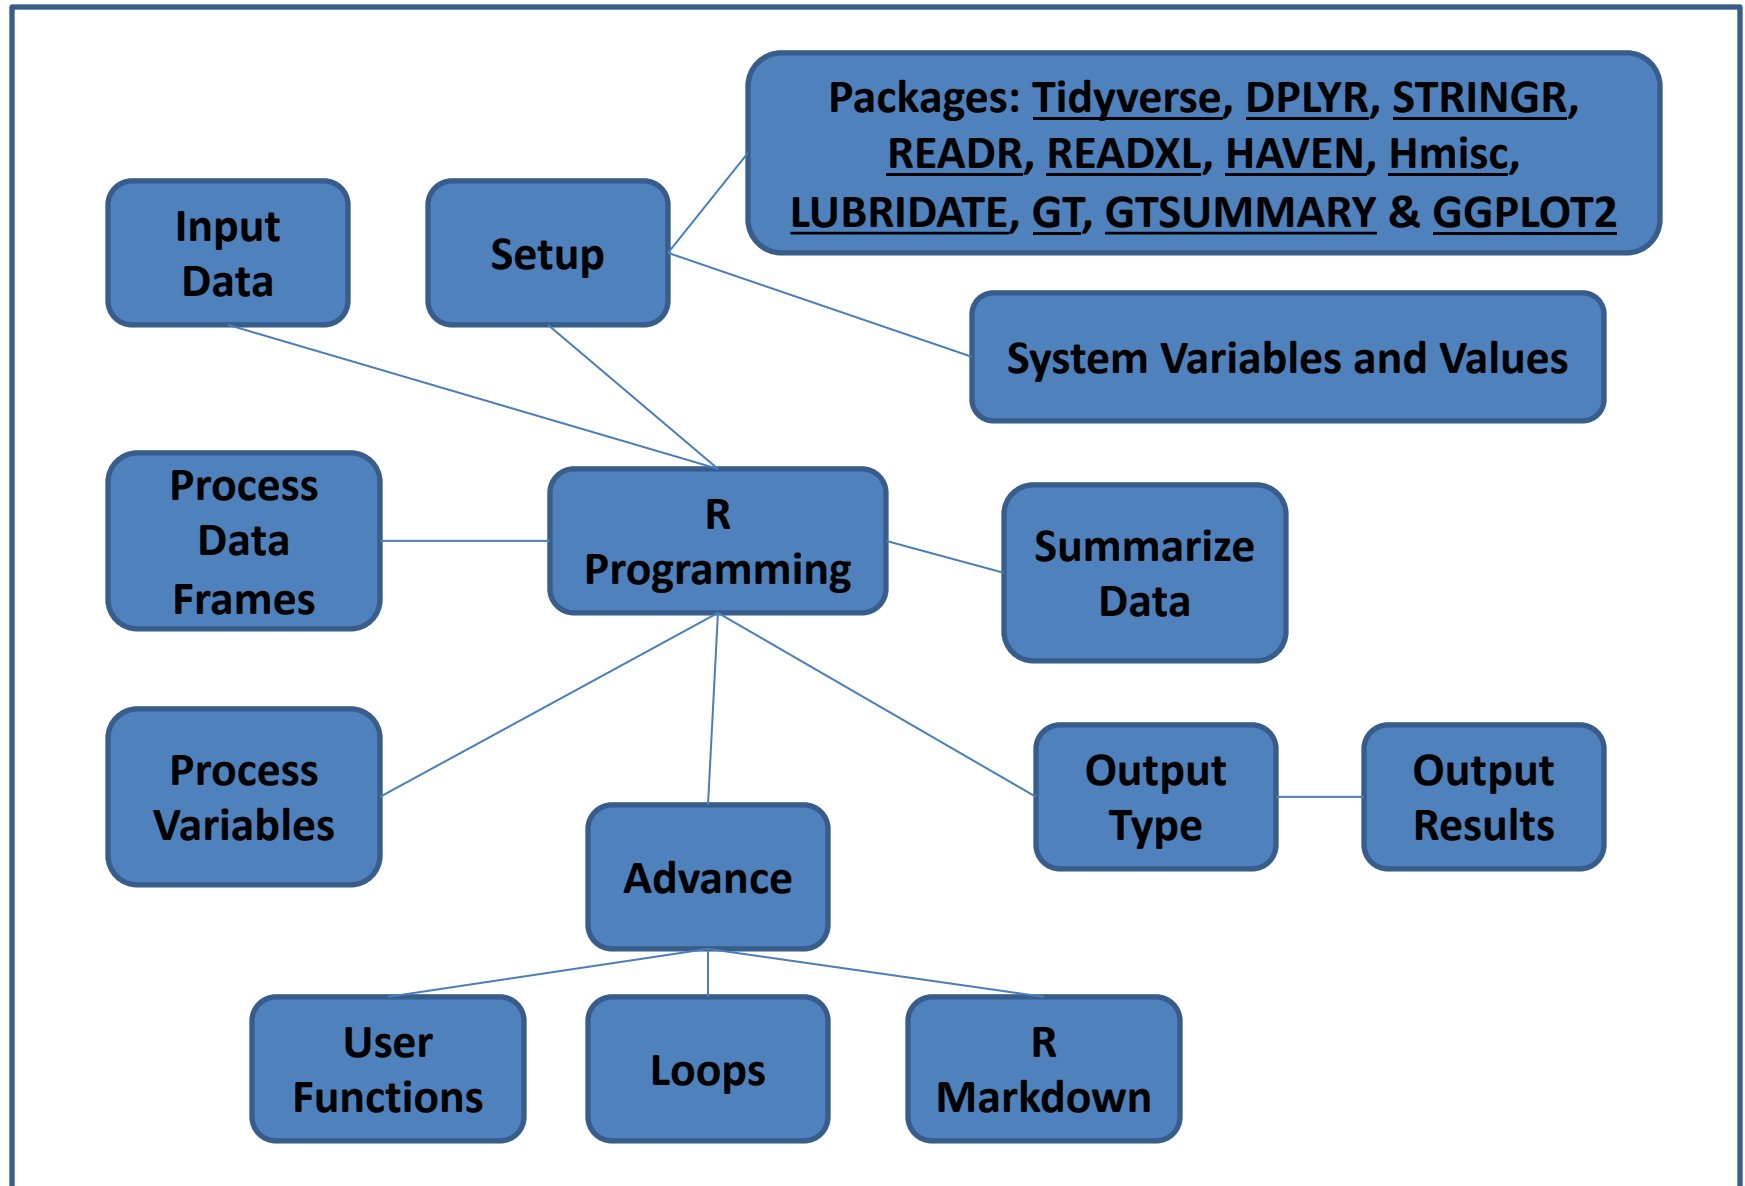 Packages: Tidyverse, DPLYR, STRINGR,
READR, READXL, HAVEN, Hmisc,
LUBRIDATE, GT, GTSUMMARY & GGPLOT2
Input
Data
Setup
System Variables and Values
Process
Data
Frames
R
Programming
Summarize
Data
Process
Variables
Output
Type
Output
Results
Advance
User
Functions
Loops
R
Markdown